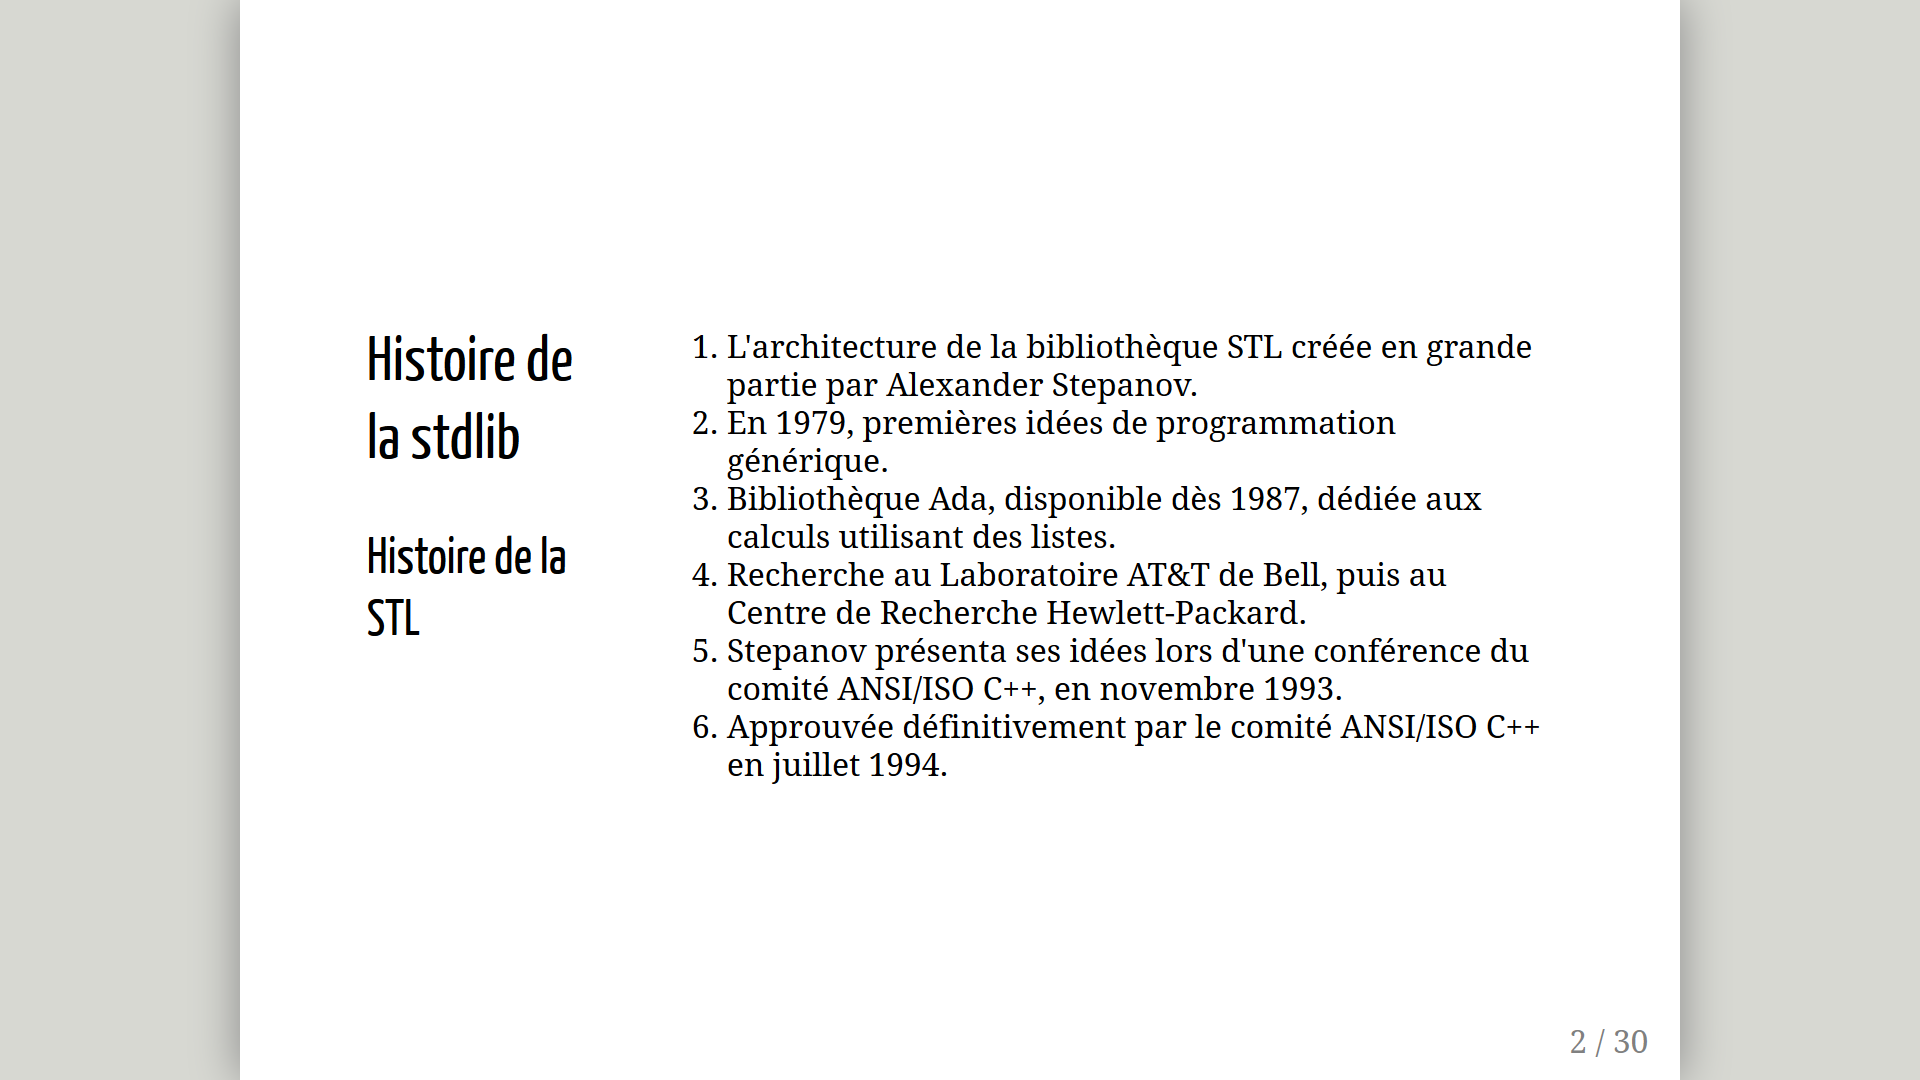 Histoire de
la stdlib
Histoire de la
STL
1. L'architecture de la bibliothèque STL créée en grande
partie par Alexander Stepanov.
2. En 1979, premières idées de programmation
générique.
3. Bibliothèque Ada, disponible dès 1987, dédiée aux
calculs utilisant des listes.
4. Recherche au Laboratoire AT&T de Bell, puis au
Centre de Recherche Hewlett-Packard.
5. Stepanov présenta ses idées lors d'une conférence du
comité ANSI/ISO C++, en novembre 1993.
6. Approuvée définitivement par le comité ANSI/ISO C++
en juillet 1994.
2 / 30